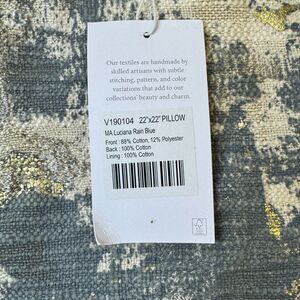 Our textiles are handmade by
skilled artisans with subtle
stitching, pattern, and color
variations that add to our
collections' beauty and charm.
V190104 22"x22" PILLOW
MA Luciana Rain Blue
Front : 88% Cotton, 12% Polyester
Back : 100% Cotton
Lining : 100% Cotton